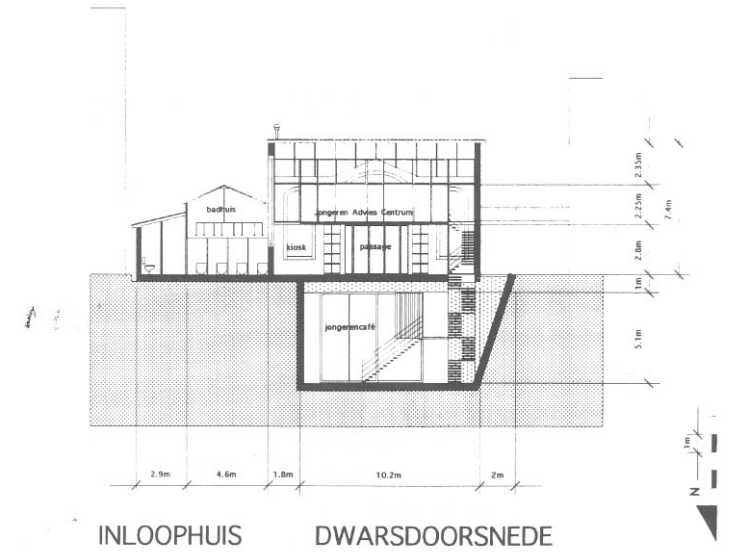 badhuis
Jongeren Advies Centrum
kiosk
passage
jongerencafé
2.35m
2.25m
7.4m
2.8m
1m
5.1m
2.9m
4.6m
1.8m
10.2m
2m
1m
N
INLOOPHUIS DWARSDOORSNEDE